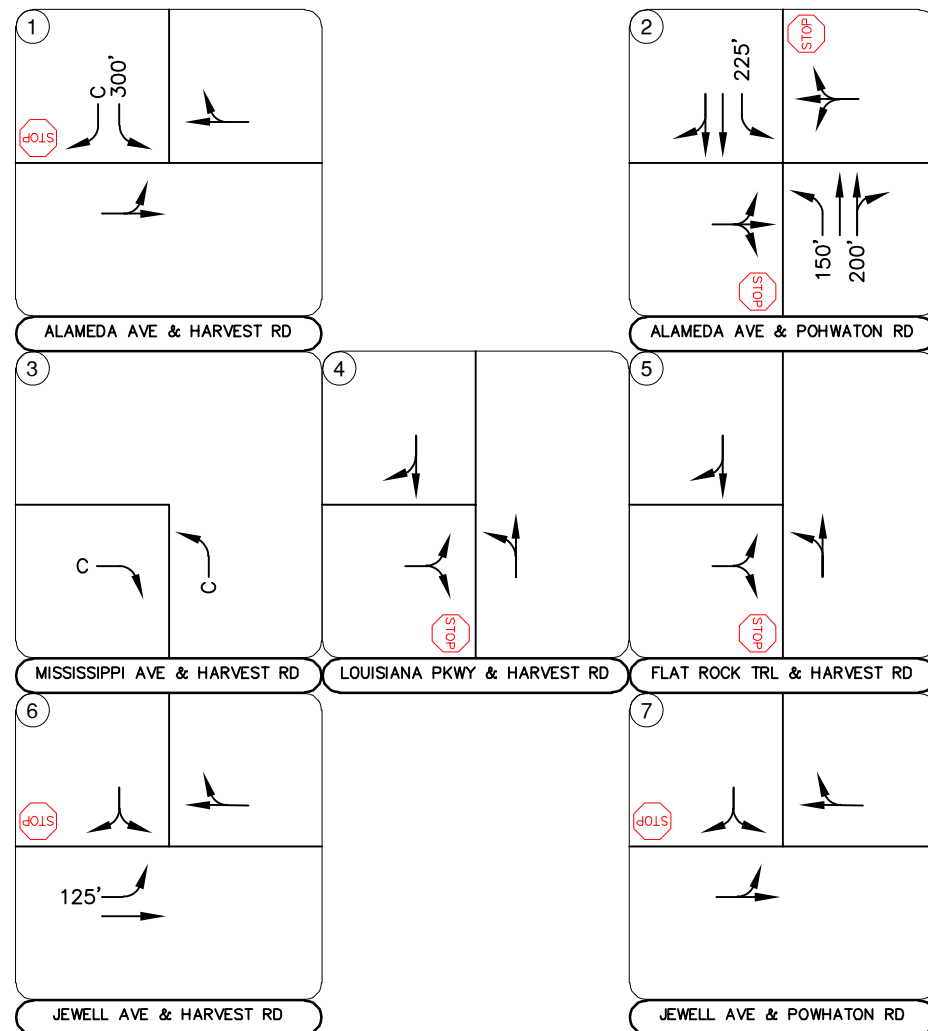 1
C
300'
STOP
ALAMEDA AVE & HARVEST RD
2
225'
STOP
STOP
150'
200'
ALAMEDA AVE & POHWATON RD
3
C
C
MISSISSIPPI AVE & HARVEST RD
4
STOP
LOUISIANA PKWY & HARVEST RD
5
STOP
FLAT ROCK TRL & HARVEST RD
6
STOP
125'
JEWELL AVE & HARVEST RD
7
STOP
JEWELL AVE & POWHATON RD